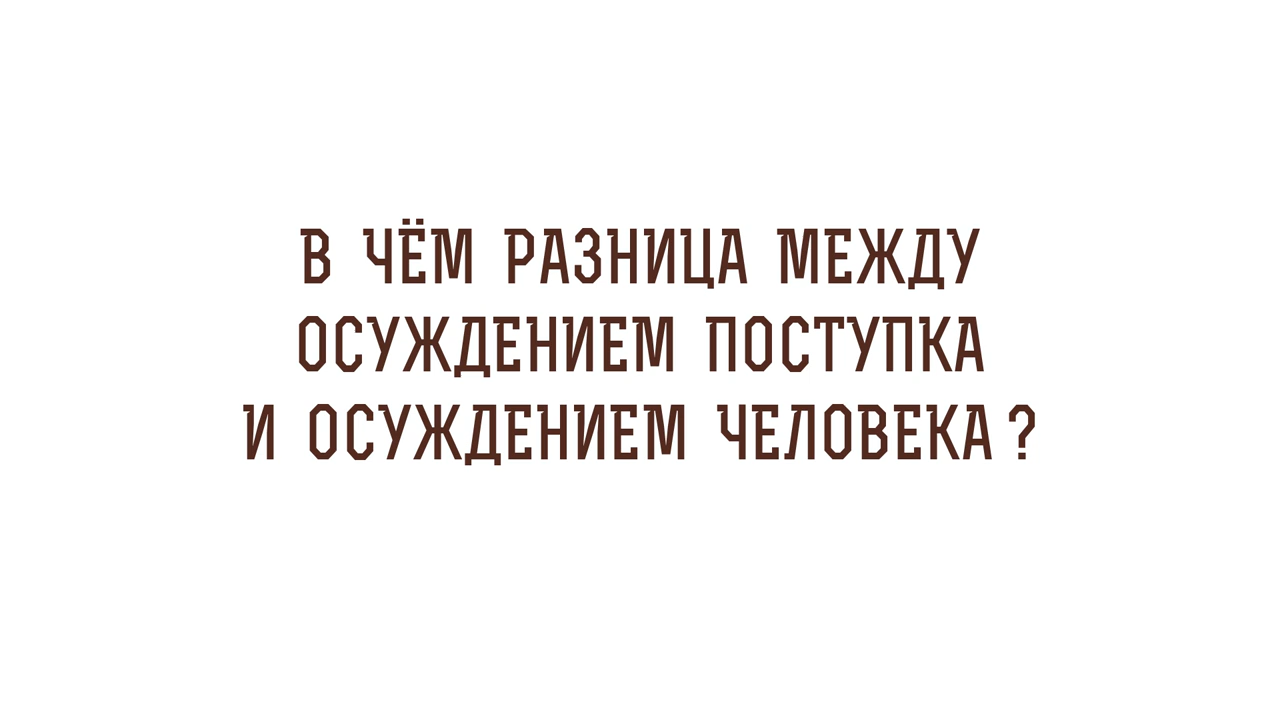 В ЧЁМ РАЗНИЦА МЕЖДУ
ОСУЖДЕНИЕМ ПОСТУПКА
И ОСУЖДЕНИЕМ ЧЕЛОВЕКА ?